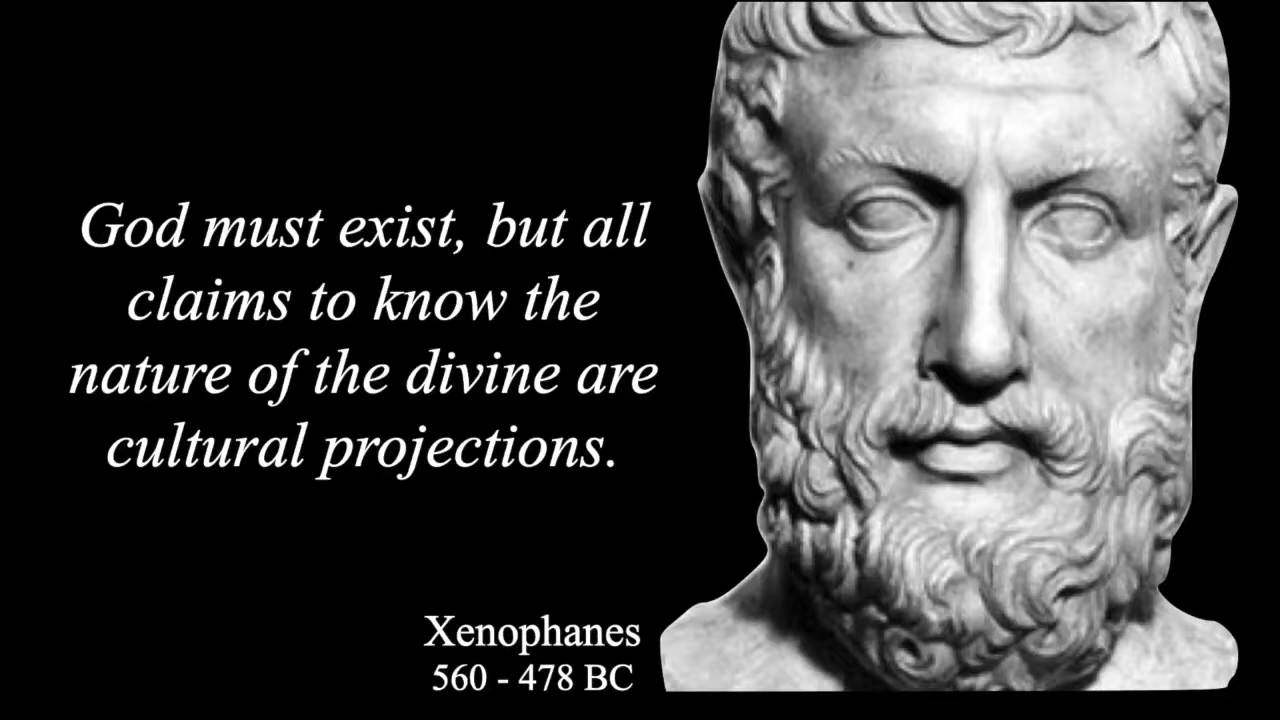 God must exist, but all
claims to know the
nature of the divine are
cultural projections.
Xenophanes
560 - 478 BC